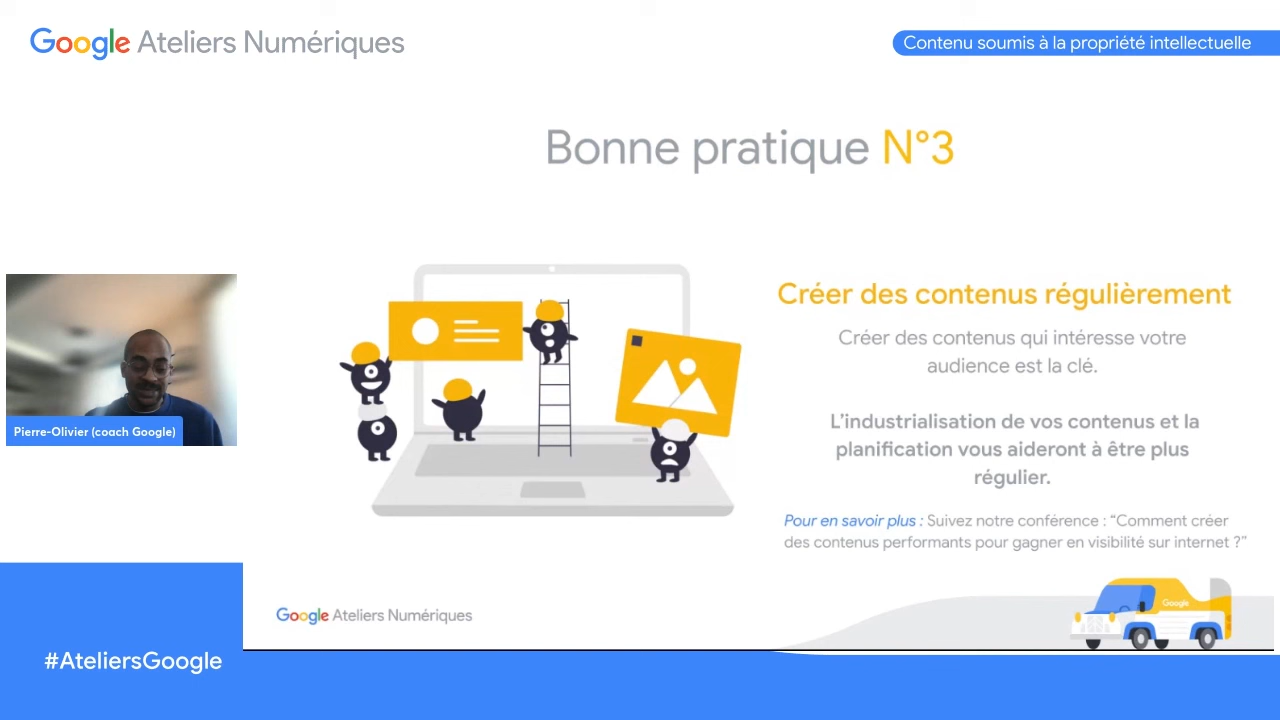 Google Ateliers Numériques
Contenu soumis à la propriété intellectuelle
Bonne pratique N°3
Créer des contenus régulièrement
Créer des contenus qui intéresse votre
audience est la clé.
L'industrialisation de vos contenus et la
planification vous aideront à être plus
régulier.
Pour en savoir plus : Suivez notre conférence : “Comment créer
des contenus performants pour gagner en visibilité sur internet ?”
Pierre-Olivier (coach Google)
Google
Google Ateliers Numériques
#AteliersGoogle